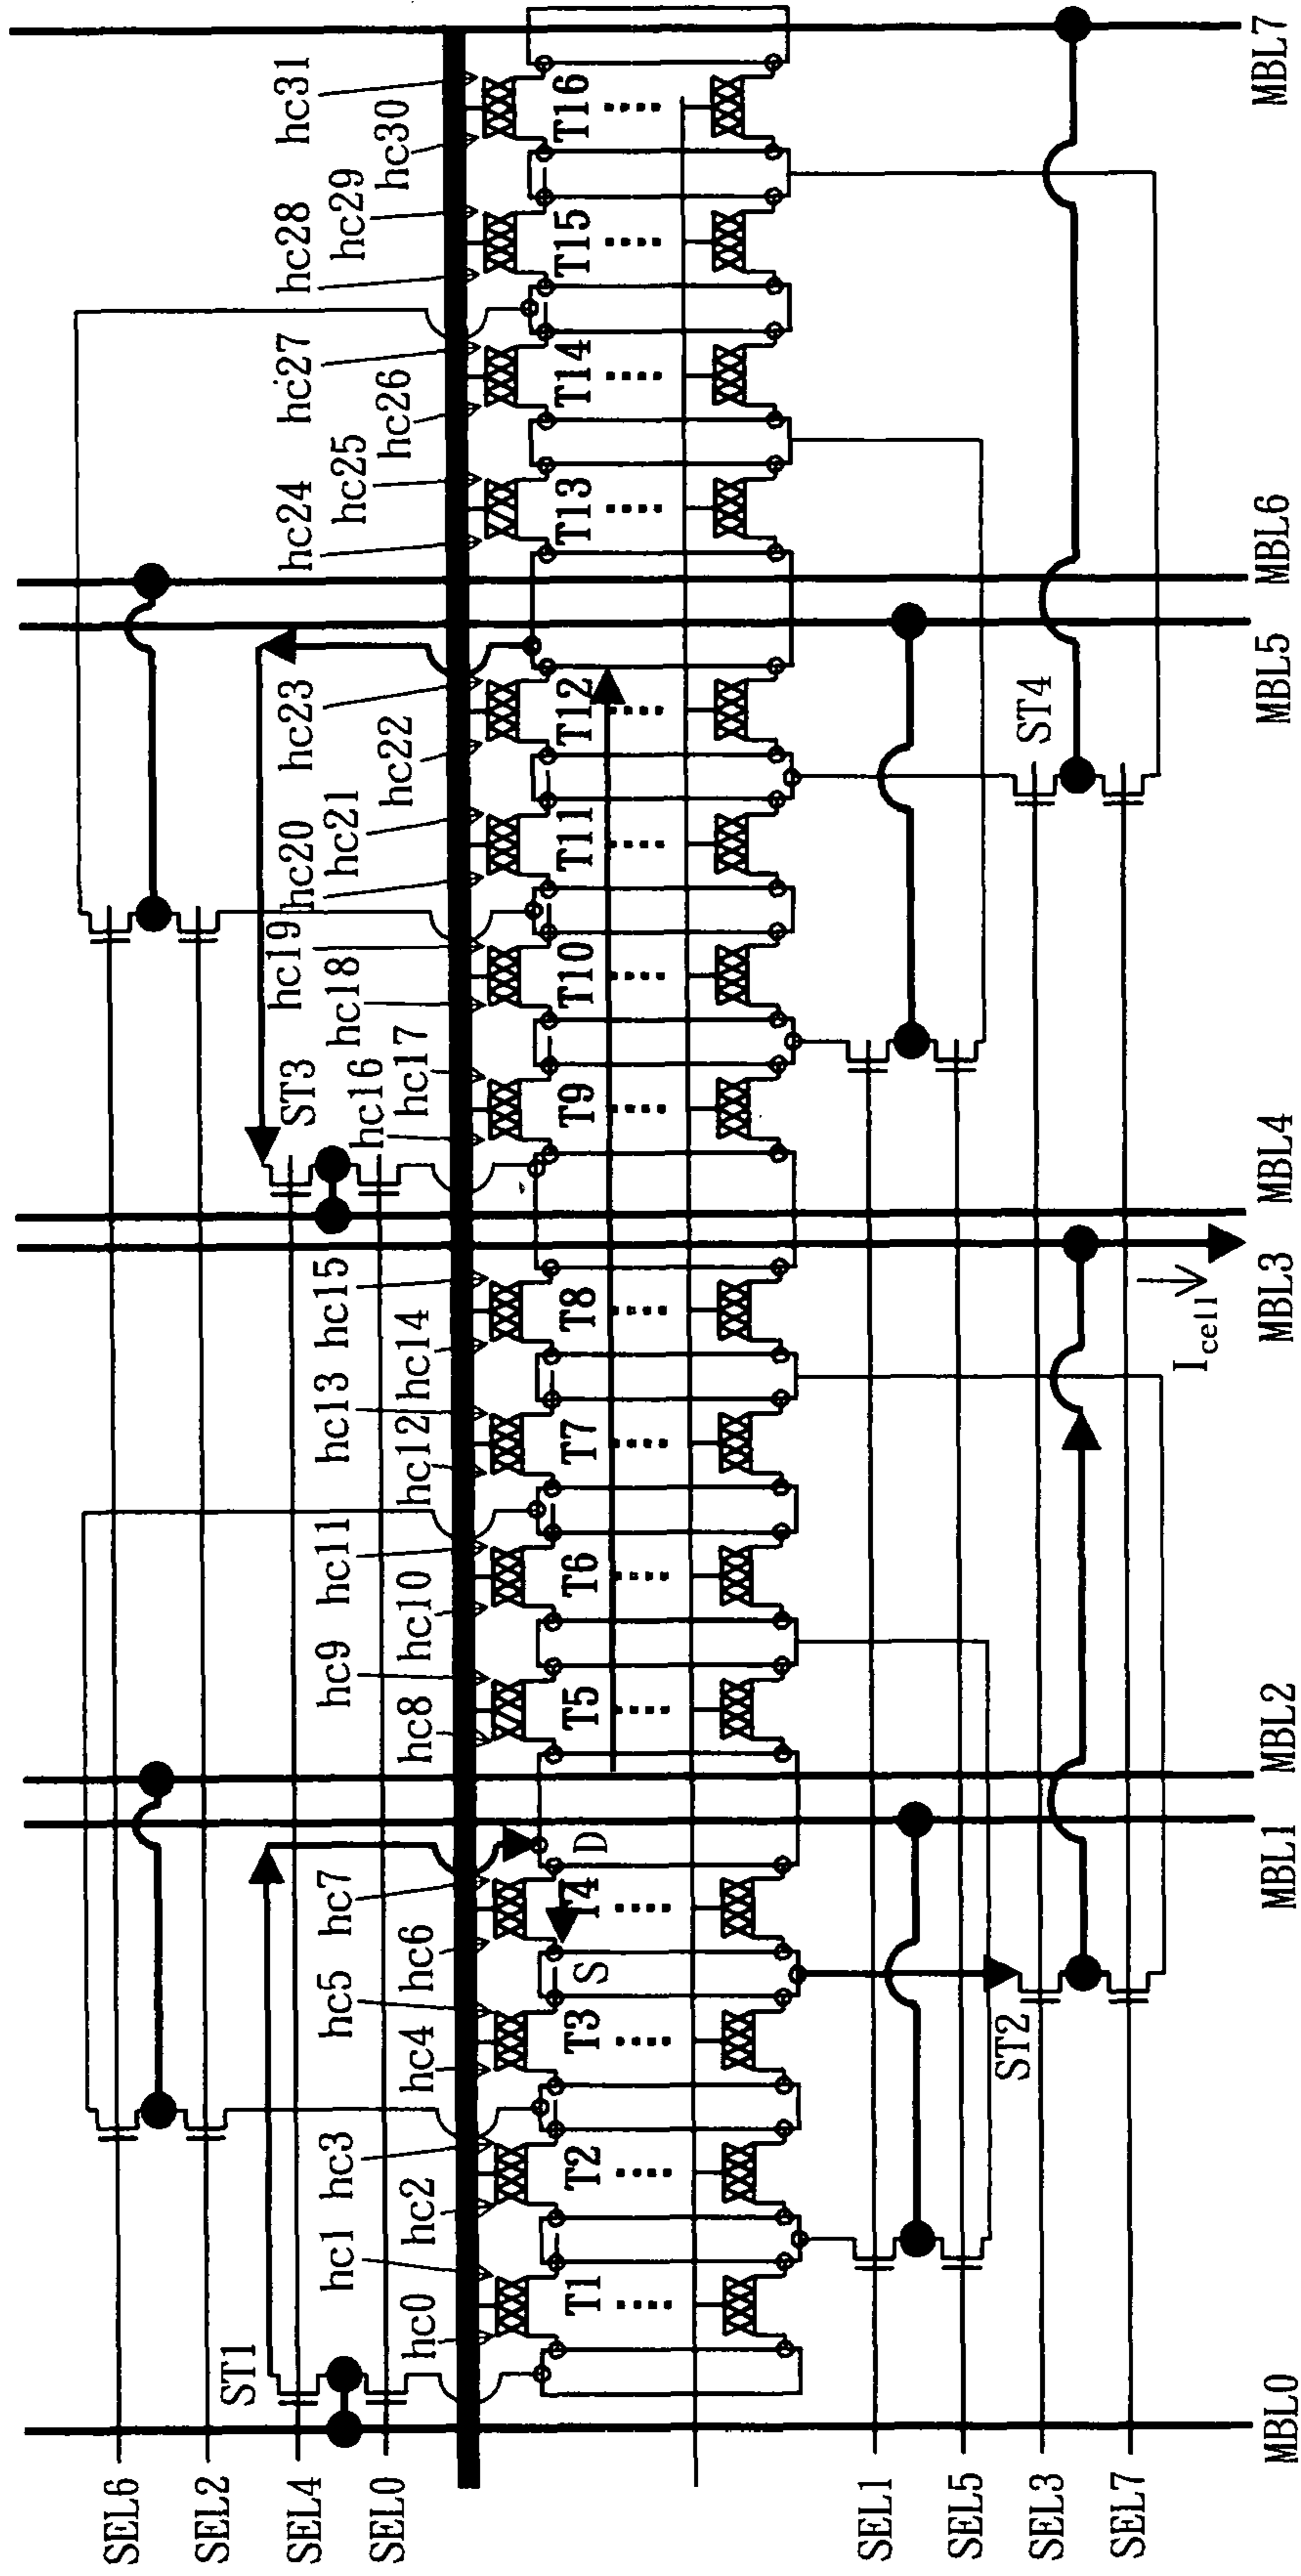 SEL6
SEL2
SEL4
SEL0
SEL1
SEL5
SEL3
SEL7
ST1
ST2
ST3
ST4
hc0
hc1
hc2
hc3
hc4
hc5
hc6
hc7
hc8
hc9
hc10
hc11
hc12
hc13
hc14
hc15
hc16
hc17
hc18
hc19
hc20
hc21
hc22
hc23
hc24
hc25
hc26
hc27
hc28
hc29
hc30
hc31
T1
T2
T3
T4
T5
T6
T7
T8
T9
T10
T11
T12
T13
T14
T15
T16
S
D
Icell
MBL0
MBL1
MBL2
MBL3
MBL4
MBL5
MBL6
MBL7